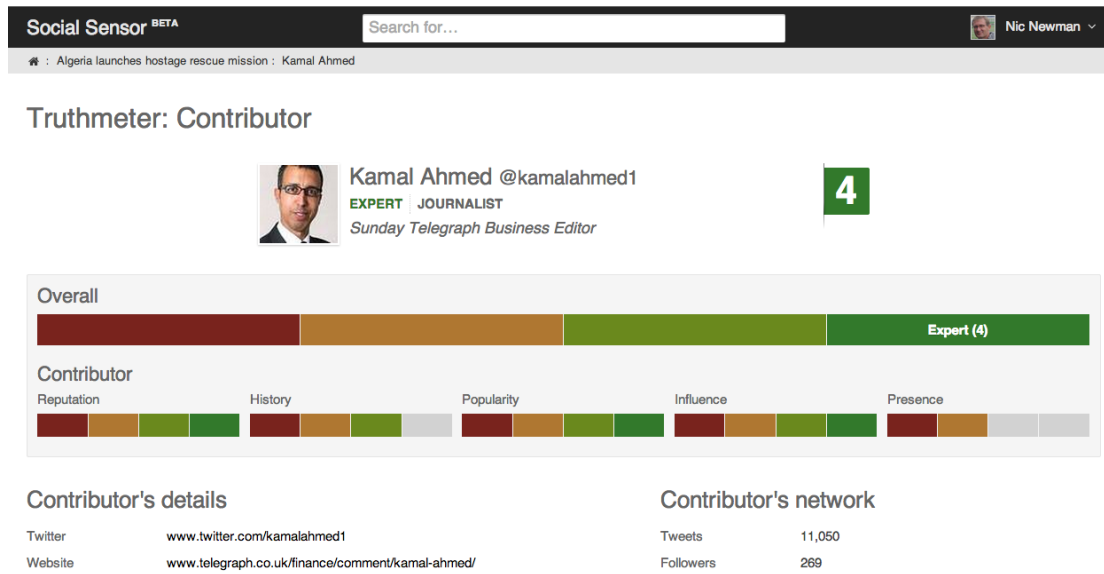 Social Sensor BETA Search for... Nic Newman
: Algeria launches hostage rescue mission : Kamal Ahmed
Truthmeter: Contributor
Kamal Ahmed @kamalahmed1
EXPERT JOURNALIST
4
Sunday Telegraph Business Editor
Overall
Expert (4)
Contributor
Reputation History Popularity Influence Presence
Contributor's details Contributor's network
Twitter www.twitter.com/kamalahmed1 Tweets 11,050
Website www.telegraph.co.uk/finance/comment/kamal-ahmed/ Followers 269